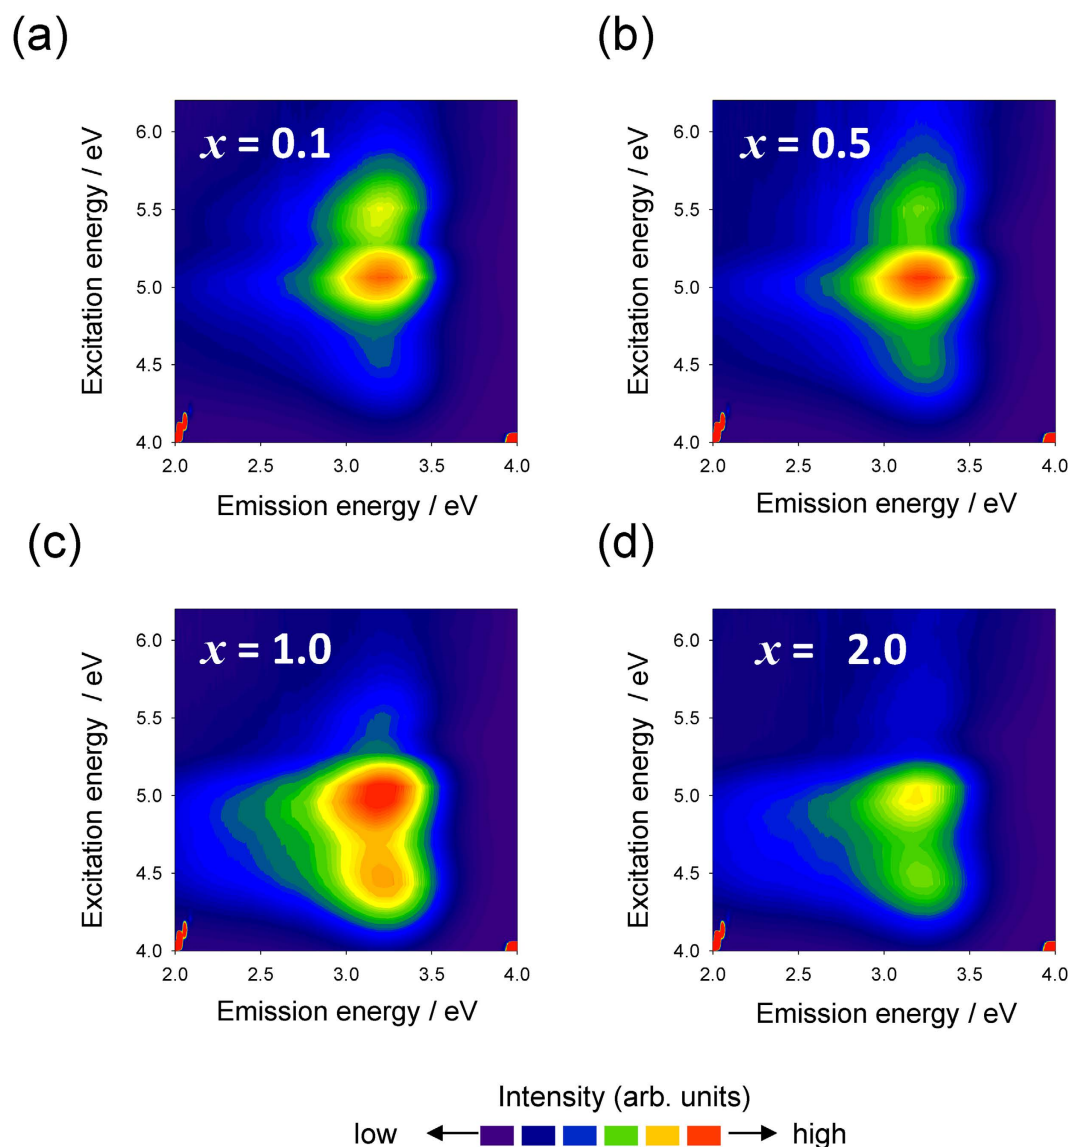 (a)
Excitation energy / eV
6.0
5.5
5.0
4.5
4.0
x = 0.1
2.0 2.5 3.0 3.5 4.0
Emission energy / eV
(b)
Excitation energy / eV
6.0
5.5
5.0
4.5
4.0
x = 0.5
2.0 2.5 3.0 3.5 4.0
Emission energy / eV
(c)
Excitation energy / eV
6.0
5.5
5.0
4.5
4.0
x = 1.0
2.0 2.5 3.0 3.5 4.0
Emission energy / eV
(d)
Excitation energy / eV
6.0
5.5
5.0
4.5
4.0
x = 2.0
2.0 2.5 3.0 3.5 4.0
Emission energy / eV
Intensity (arb. units)
low high